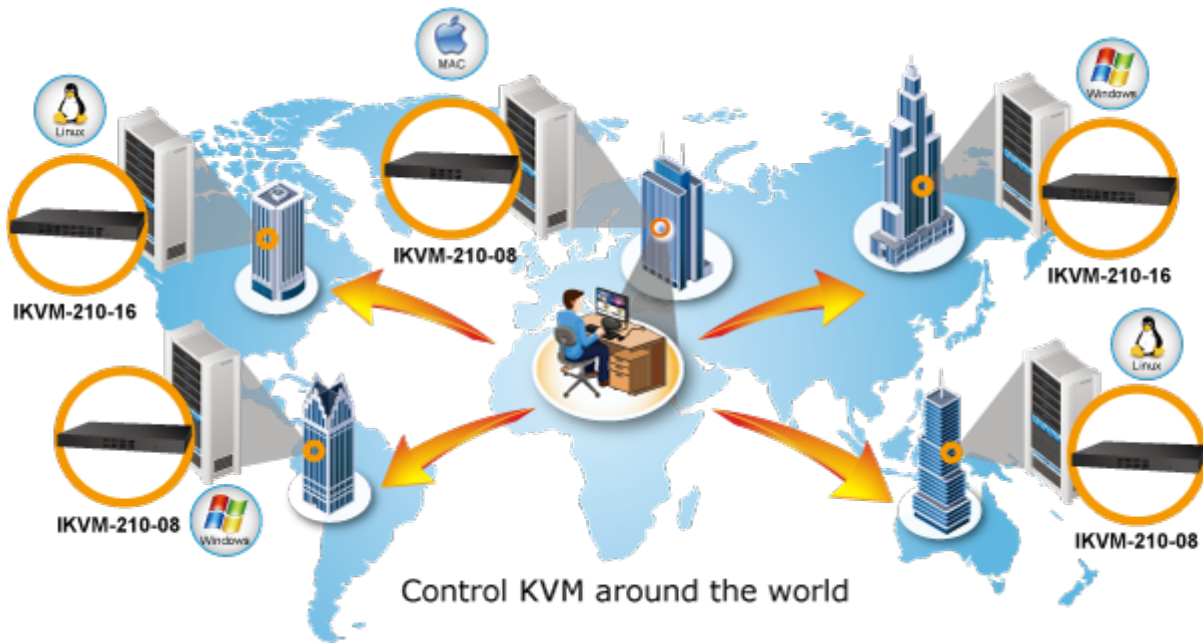 MAC
Windows
Linux
IKVM-210-08
IKVM-210-16
IKVM-210-16
Linux
IKVM-210-08
Windows
IKVM-210-08
Control KVM around the world